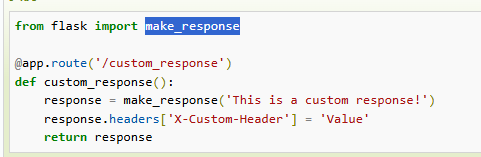 from flask import make_response
@app.route('/custom_response')
def custom_response():
    response = make_response('This is a custom response!')
    response.headers['X-Custom-Header'] = 'Value'
    return response